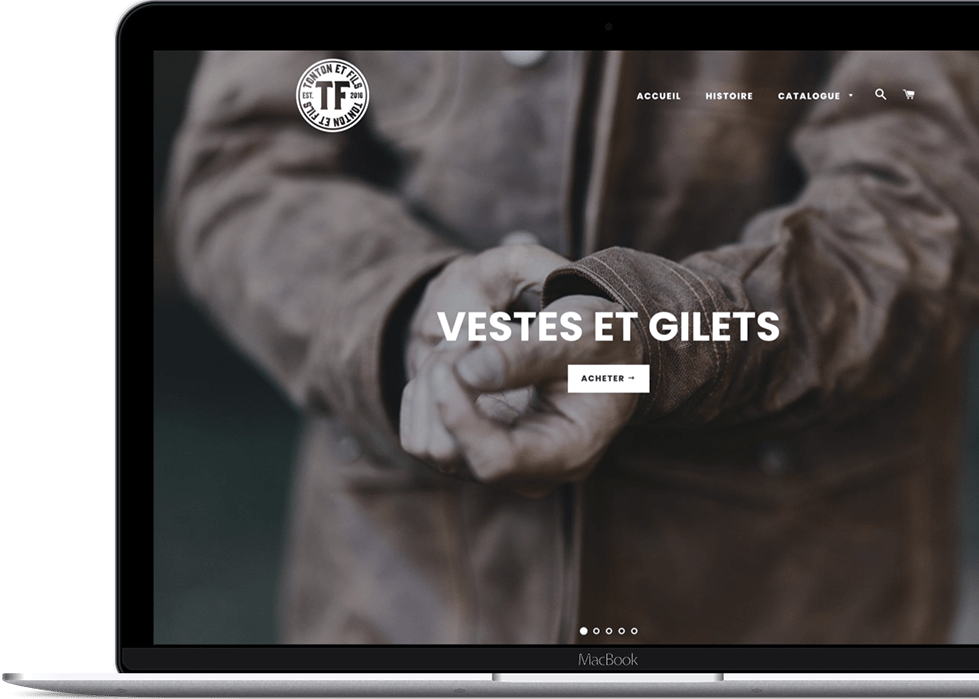 TONTON ET FILS
EST. TF 2016
TONTON ET FILS
ACCUEIL HISTOIRE CATALOGUE
VESTES ET GILETS
ACHETER →
MacBook